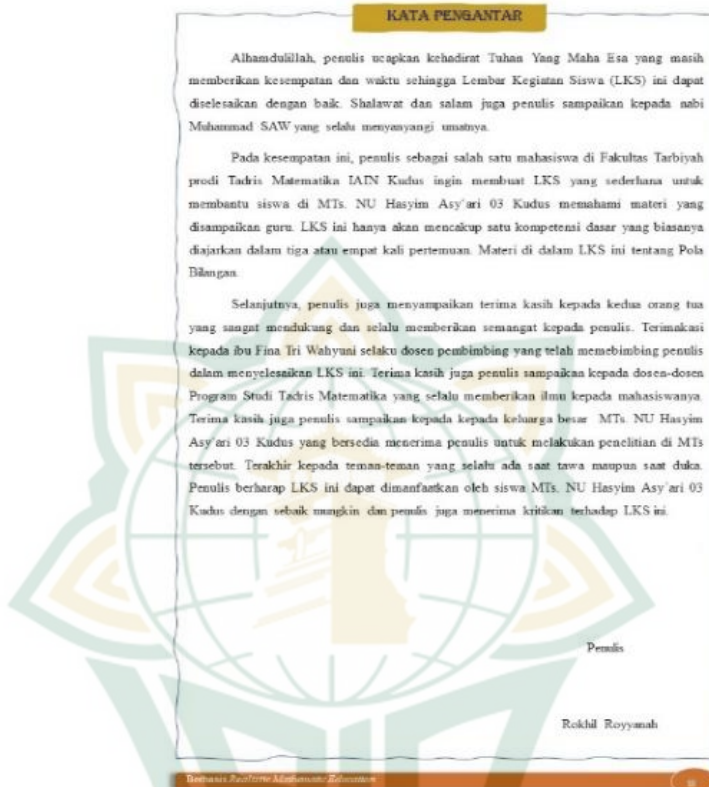 KATA PENGANTAR
Alhamdulillah, penulis ucapkan kehadirat Tuhan Yang Maha Esa yang masih
memberikan kesempatan dan waktu sehingga Lembar Kegiatan Siswa (LKS) ini dapat
diselesaikan dengan baik. Shalawat dan salam juga penulis sampaikan kepada nabi
Muhammad SAW yang selalu menyanyangi umatnya.
Pada kesempatan ini, penulis sebagai salah satu mahasiswa di Fakultas Tarbiyah
prodi Tadris Matematika IAIN Kudus ingin membuat LKS yang sederhana untuk
membantu siswa di MTs. NU Hasyim Asy'ari 03 Kudus memahami materi yang
disampaikan guru. LKS ini hanya akan mencakup satu kompetensi dasar yang biasanya
diajarkan dalam tiga atau empat kali pertemuan. Materi di dalam LKS ini tentang Pola
Bilangan.
Selanjutnya, penulis juga menyampaikan terima kasih kepada kedua orang tua
yang sangat mendukung dan selalu memberikan semangat kepada penulis. Terimakasi
kepada ibu Fina Tri Wahyuni selaku dosen pembimbing yang telah memebimbing penulis
dalam menyelesaikan LKS ini. Terima kasih juga penulis sampaikan kepada dosen-dosen
Program Studi Tadris Matematika yang selalu memberikan ilmu kepada mahasiswanya.
Terima kasih juga penulis sampaikan kepada kepada keluarga besar MTs. NU Hasyim
Asy'ari 03 Kudus yang bersedia menerima penulis untuk melakukan penelitian di MTs
tersebut. Terakhir kepada teman-teman yang selalu ada saat tawa maupun saat duka.
Penulis berharap LKS ini dapat dimanfaatkan oleh siswa MTs. NU Hasyim Asy'ari 03
Kudus dengan sebaik mungkin dan penulis juga menerima kritikan terhadap LKS ini.
Penulis
Rokhil Royyanah
Berbasis Realistic Mathematic Education